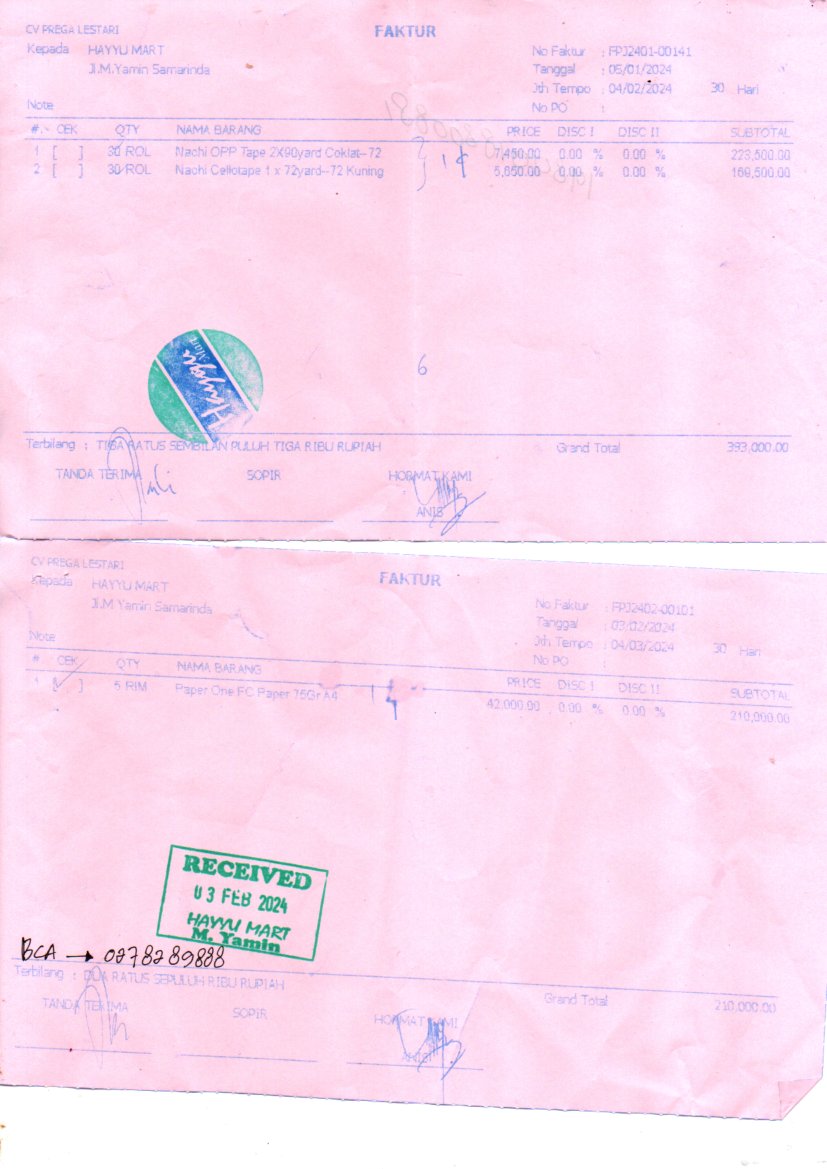 CV PREGA LESTARI
FAKTUR
Kepada HAYYU MART
Jl.M.Yamin Samarinda
No Faktur : FPJ2401-00141
Tanggal : 05/01/2024
Jth Tempo : 04/02/2024 30 Hari
No PO :
Note
#. CEK QTY NAMA BARANG PRICE DISC I DISC II SUBTOTAL
1 [ ] 30 ROL Nachi OPP Tape 2X90yard Coklat--72 7,450.00 0.00 % 0.00 % 223,500.00
2 [ ] 30 ROL Nachi Cellotape 1 x 72yard--72 Kuning 5,650.00 0.00 % 0.00 % 169,500.00
Hayyu
Mart
6
Terbilang : TIGA RATUS SEMBILAN PULUH TIGA RIBU RUPIAH Grand Total 393,000.00
TANDA TERIMA SOPIR HORMAT KAMI
ANIS
CV PREGA LESTARI
FAKTUR
Kepada HAYYU MART
Jl.M Yamin Samarinda
No Faktur : FPJ2402-00101
Tanggal : 03/02/2024
Jth Tempo : 04/03/2024 30 Hari
No PO :
Note
# CEK QTY NAMA BARANG PRICE DISC I DISC II SUBTOTAL
1 [ ] 5 RIM Paper One FC Paper 75Gr A4 42,000.00 0.00 % 0.00 % 210,000.00
RECEIVED
03 FEB 2024
HAYYU MART
M. Yamin
BCA → 0278289888
Terbilang : DUA RATUS SEPULUH RIBU RUPIAH Grand Total 210,000.00
TANDA TERIMA SOPIR HORMAT KAMI
ANIS